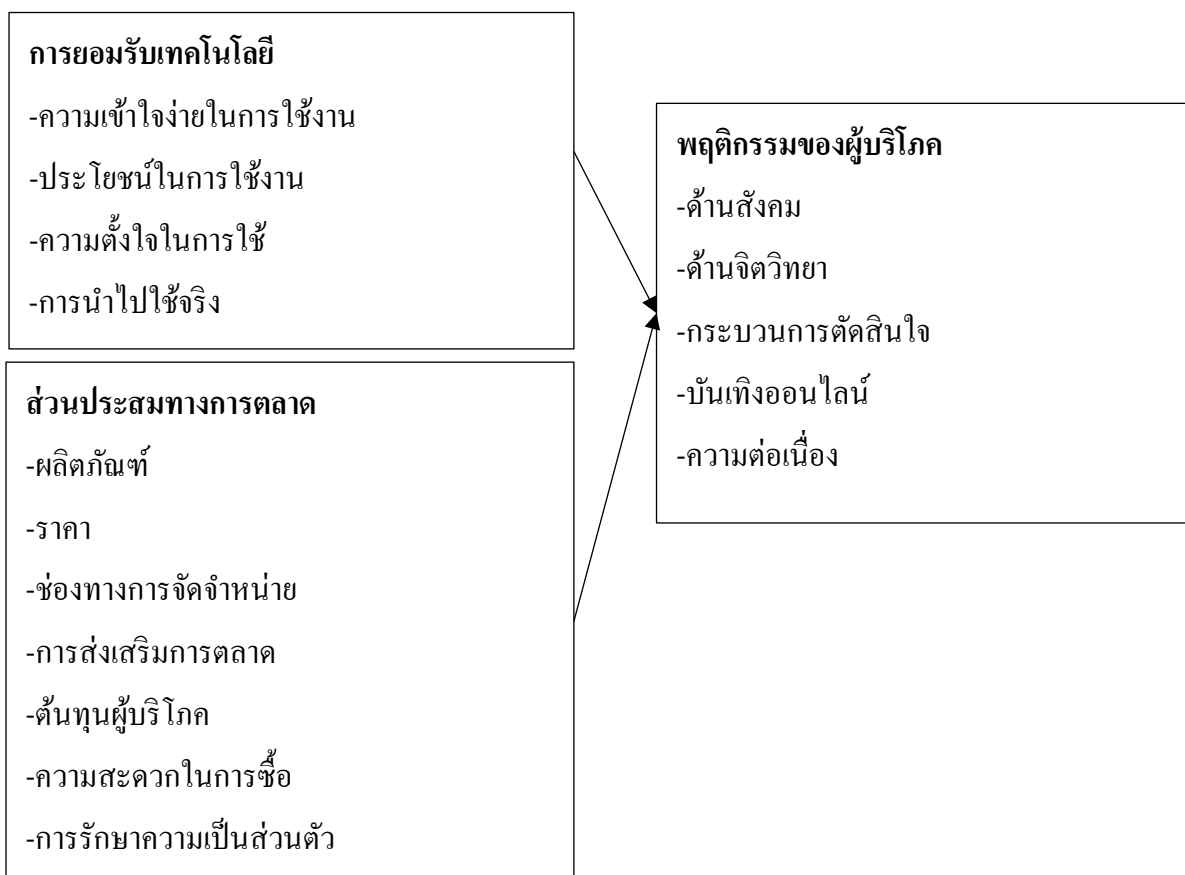 การยอมรับเทคโนโลยี
-ความเข้าใจง่ายในการใช้งาน
-ประโยชน์ในการใช้งาน
-ความตั้งใจในการใช้
-การนำไปใช้จริง
ส่วนประสมทางการตลาด
-ผลิตภัณฑ์
-ราคา
-ช่องทางการจัดจำหน่าย
-การส่งเสริมการตลาด
-ต้นทุนผู้บริโภค
-ความสะดวกในการซื้อ
-การรักษาความเป็นส่วนตัว
พฤติกรรมของผู้บริโภค
-ด้านสังคม
-ด้านจิตวิทยา
-กระบวนการตัดสินใจ
-บันเทิงออนไลน์
-ความต่อเนื่อง